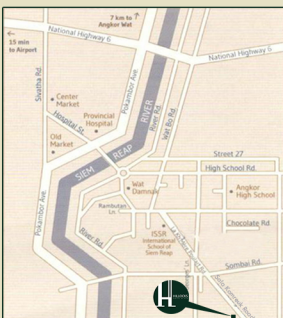 7 km to
Angkor Wat
15 min
to Airport
National Highway 6
National Highway 6
Sivatha Rd.
Pokambor Ave.
RIVER
River Rd.
Wat Bo Rd.
Center
Market
Provincial
Hospital
Hospital St
Old
Market
SIEM REAP
Street 27
High School Rd.
Wat
Damnak
Angkor
High School
Pokambor Ave.
Rambutan
Ln.
River Rd.
ISSR
International
School of
Siem Reap
Chocolate Rd
Sombai Rd.
HL